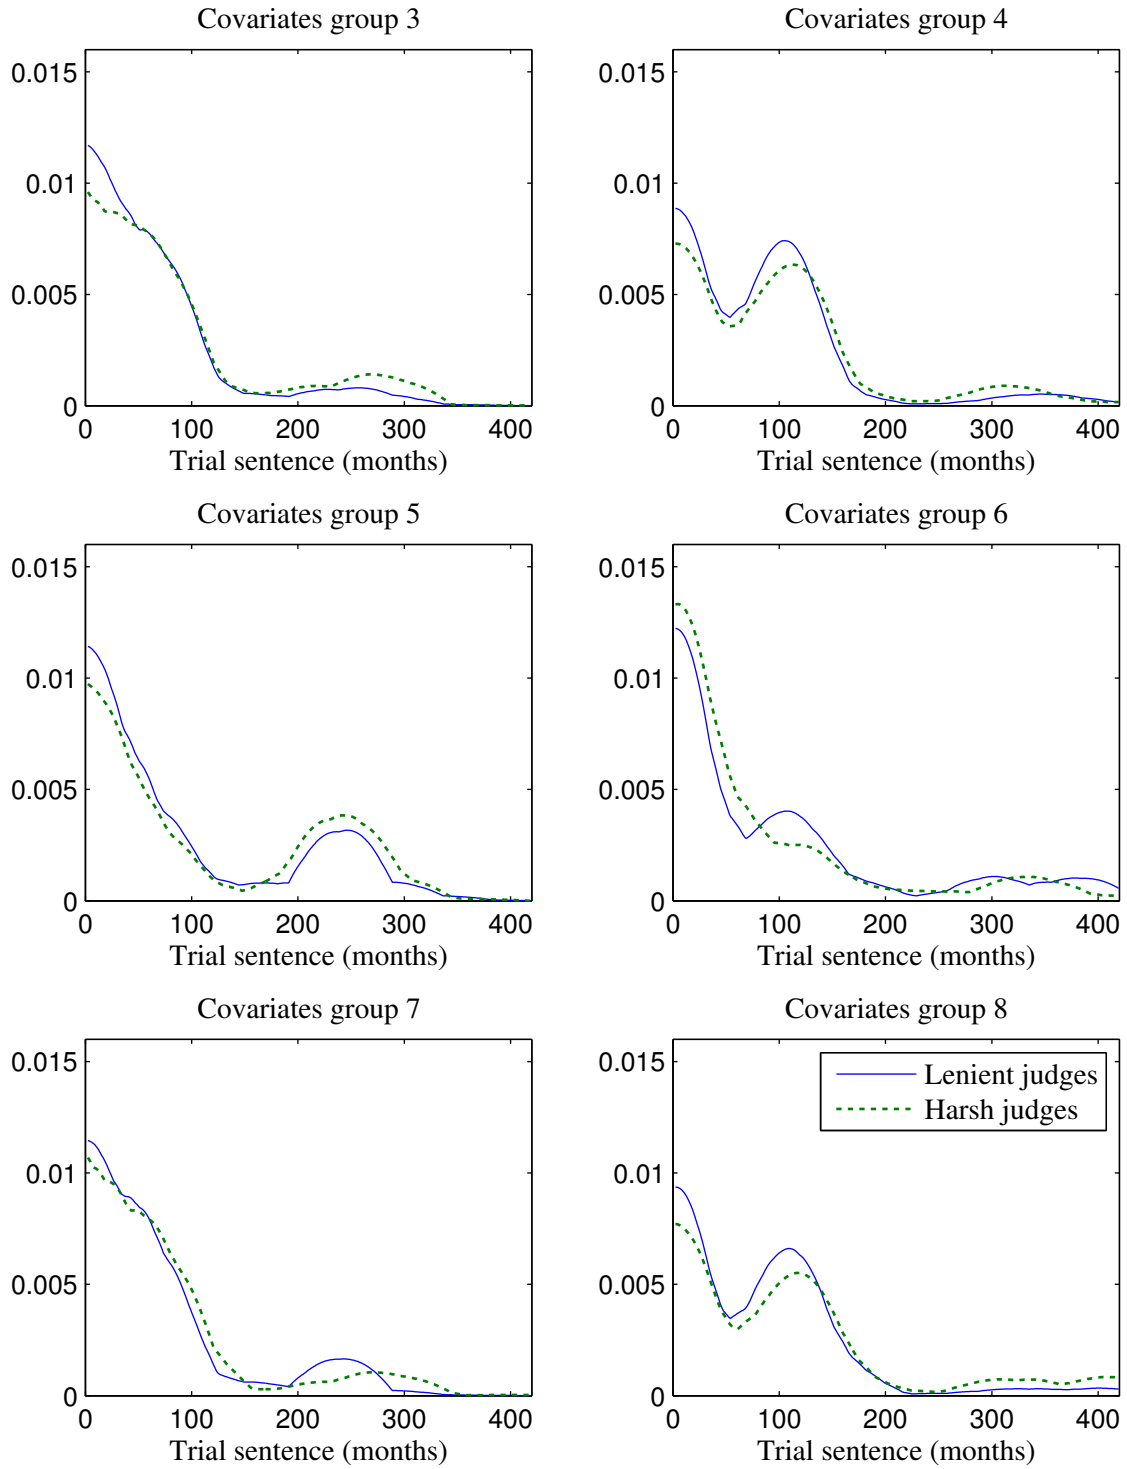 Covariates group 3
0.015
0.01
0.005
0
0 100 200 300 400
Trial sentence (months)
Covariates group 4
0.015
0.01
0.005
0
0 100 200 300 400
Trial sentence (months)
Covariates group 5
0.015
0.01
0.005
0
0 100 200 300 400
Trial sentence (months)
Covariates group 6
0.015
0.01
0.005
0
0 100 200 300 400
Trial sentence (months)
Covariates group 7
0.015
0.01
0.005
0
0 100 200 300 400
Trial sentence (months)
Covariates group 8
0.015
0.01
0.005
0
Lenient judges
Harsh judges
0 100 200 300 400
Trial sentence (months)